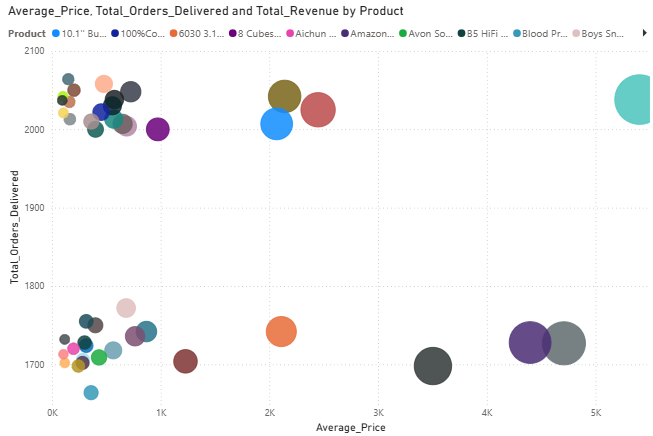 Average_Price, Total_Orders_Delivered and Total_Revenue by Product
Product 10.1" Bu... 100%Co... 6030 3.1... 8 Cubes... Aichun ... Amazon... Avon So... B5 HiFi ... Blood Pr... Boys Sn...
2100
2000
1900
1800
1700
Total_Orders_Delivered
0K 1K 2K 3K 4K 5K
Average_Price